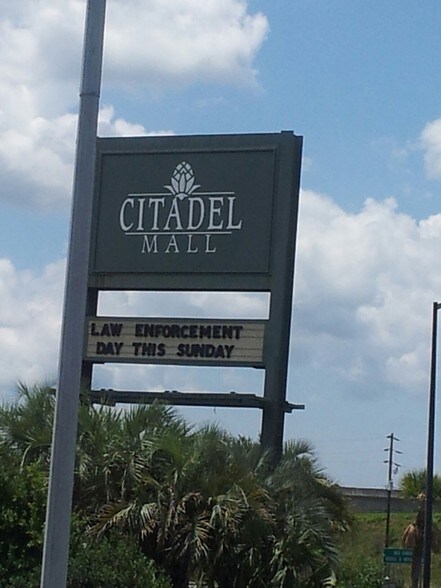 CITADEL
MALL
LAW ENFORCEMENT
DAY THIS SUNDAY